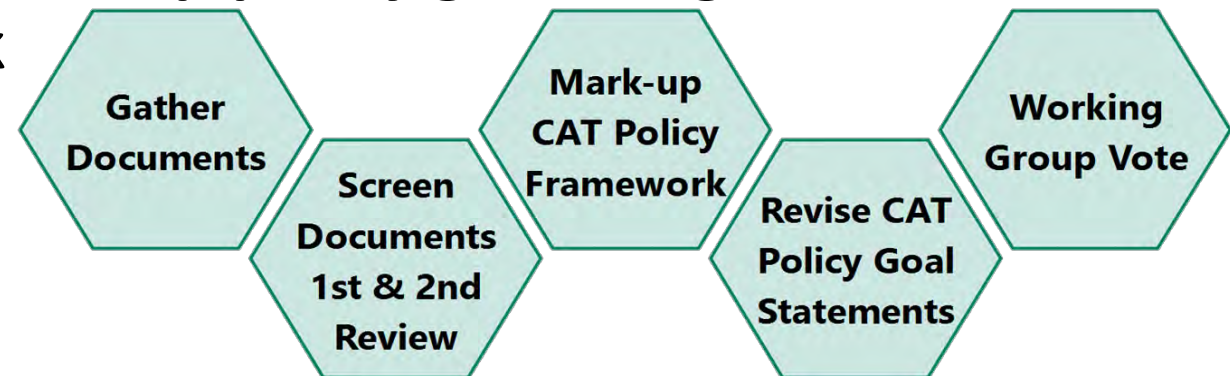 Gather
Documents
Screen
Documents
1st & 2nd
Review
Mark-up
CAT Policy
Framework
Revise CAT
Policy Goal
Statements
Working
Group Vote